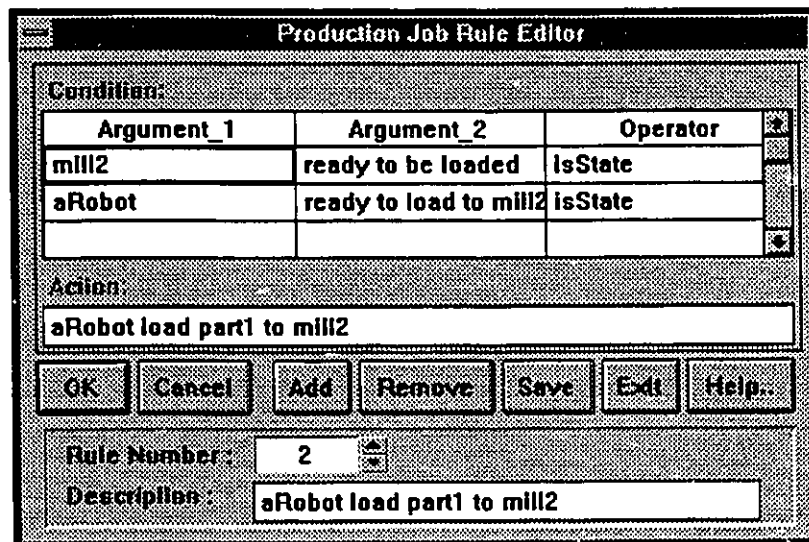 Production Job Rule Editor
Condition:
Argument_1 Argument_2 Operator
mill2 ready to be loaded isState
aRobot ready to load to mill2 isState
Action:
aRobot load part1 to mill2
OK Cancel Add Remove Save Exit Help..
Rule Number : 2
Description : aRobot load part1 to mill2